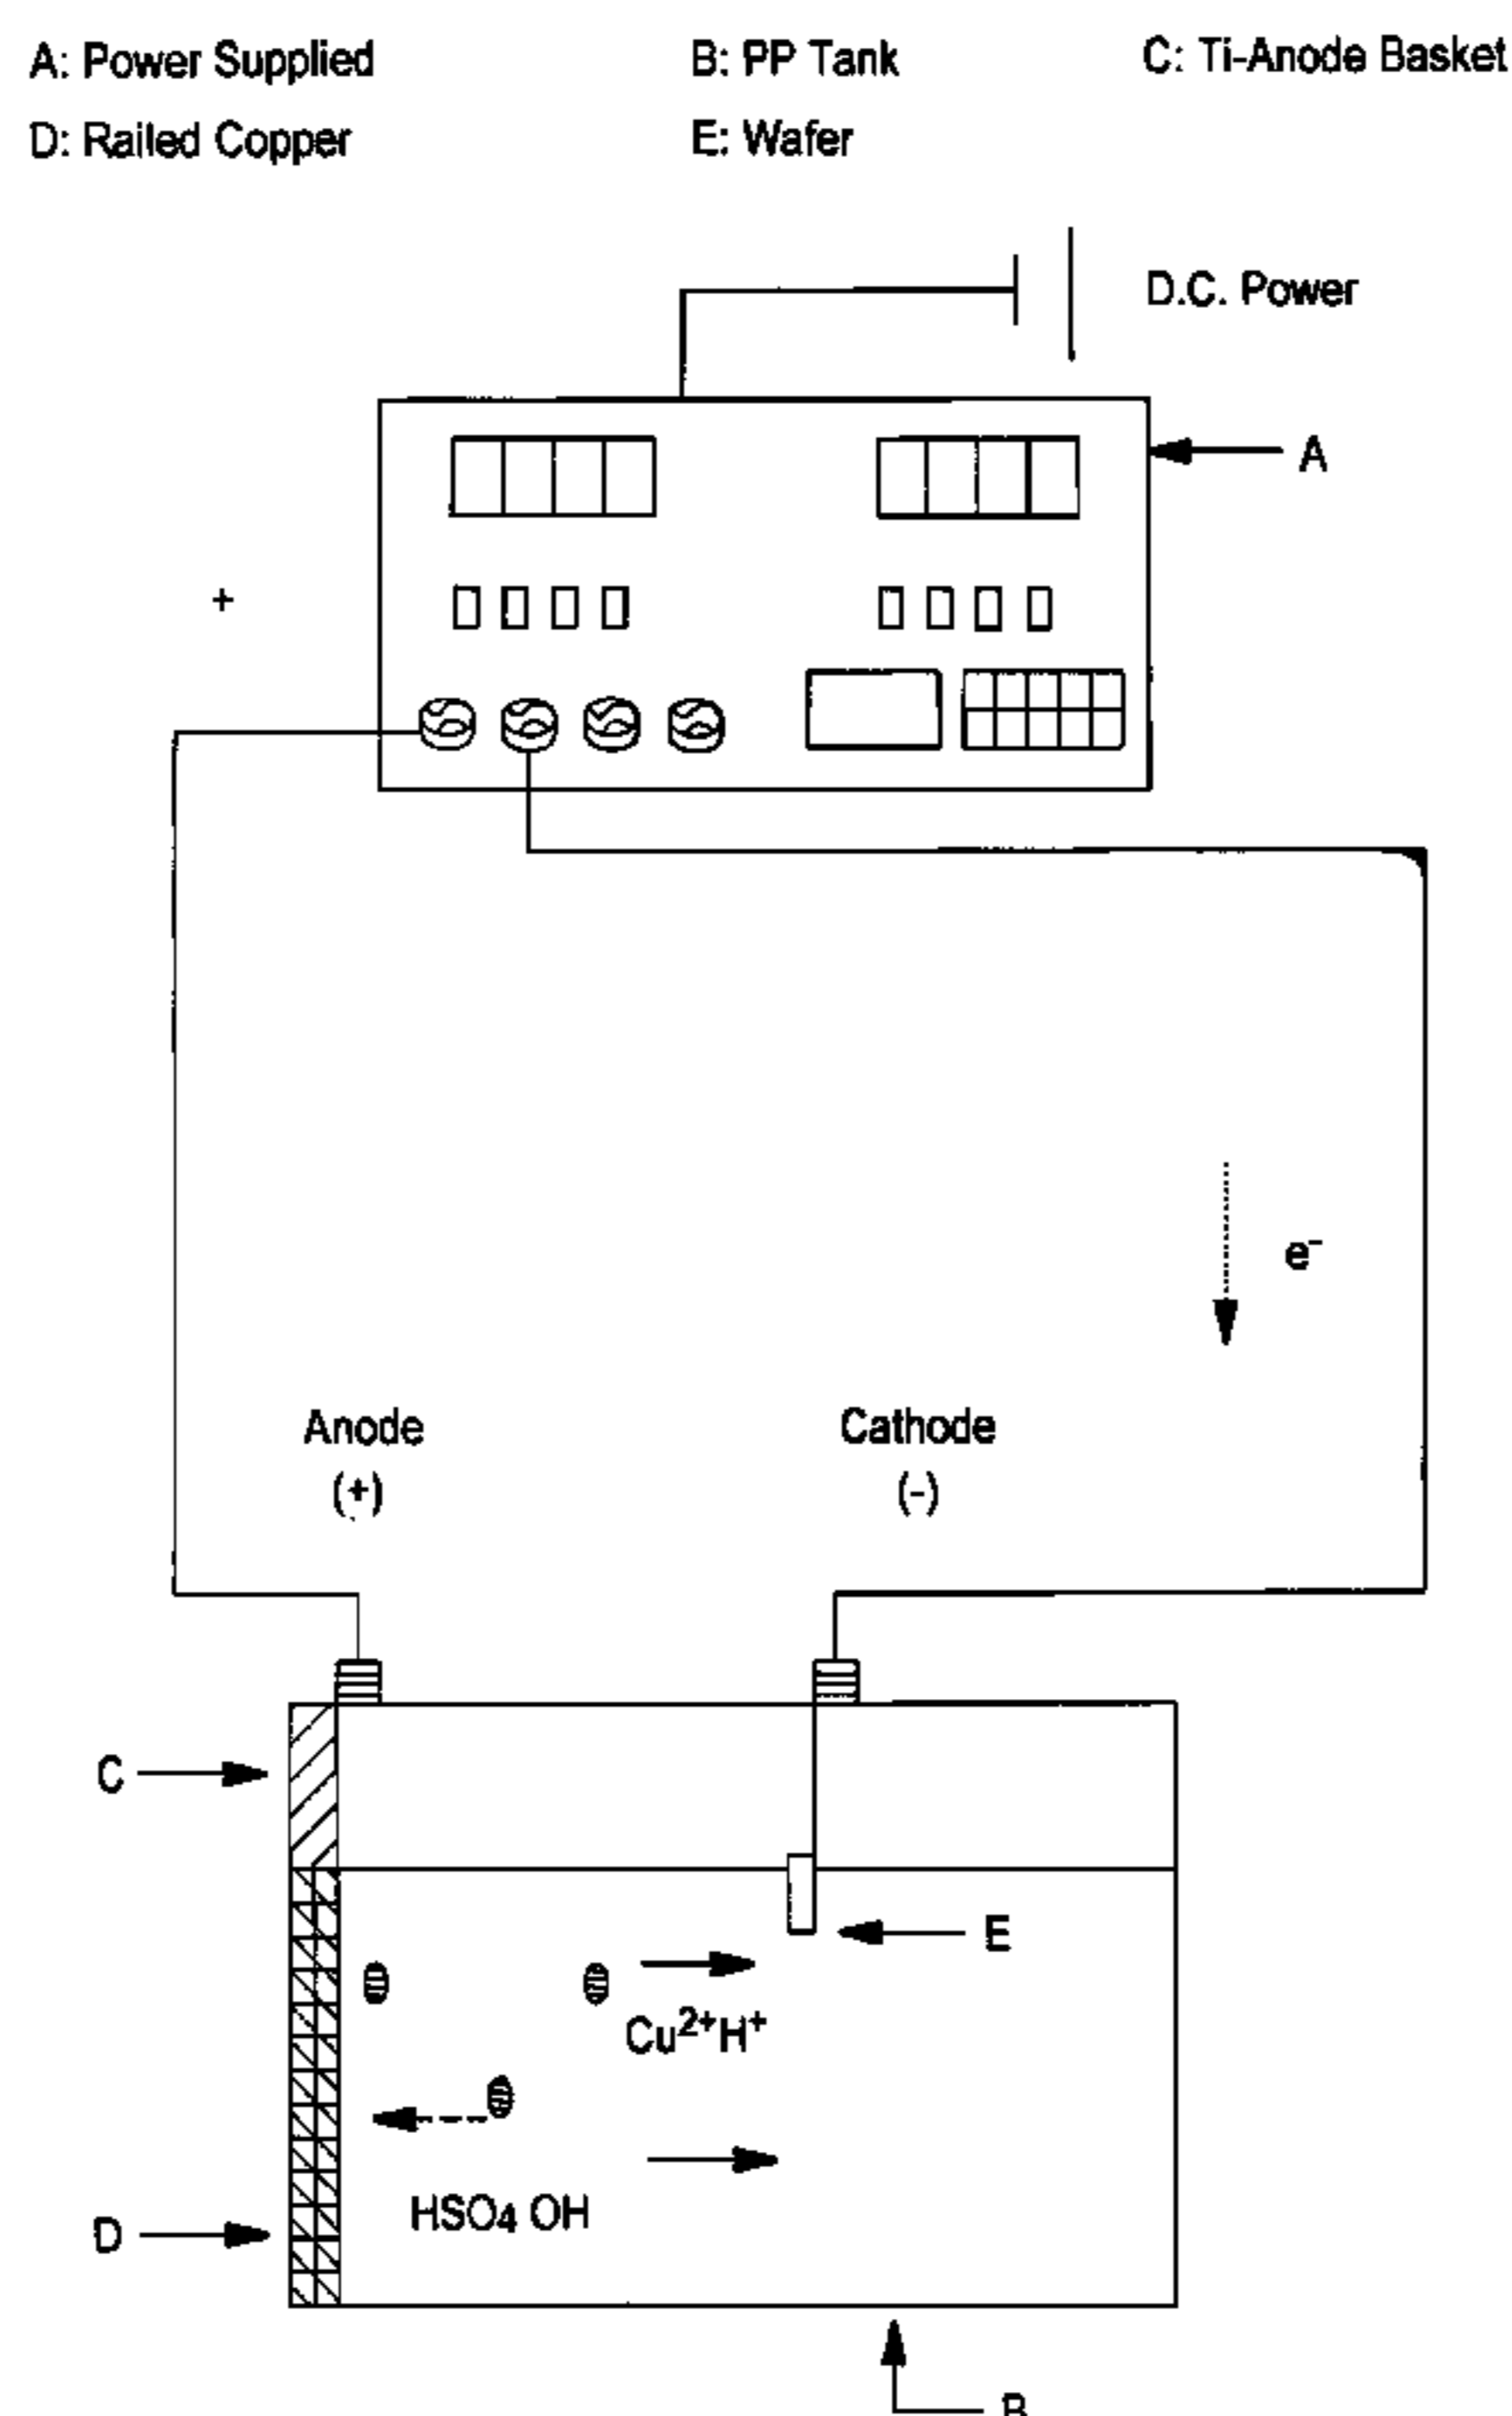 A: Power Supplied B: PP Tank C: Ti-Anode Basket
D: Railed Copper E: Wafer
D.C. Power
A
+
e-
Anode Cathode
(+) (-)
C
E
Cu2+H+
HSO4 OH
D
B